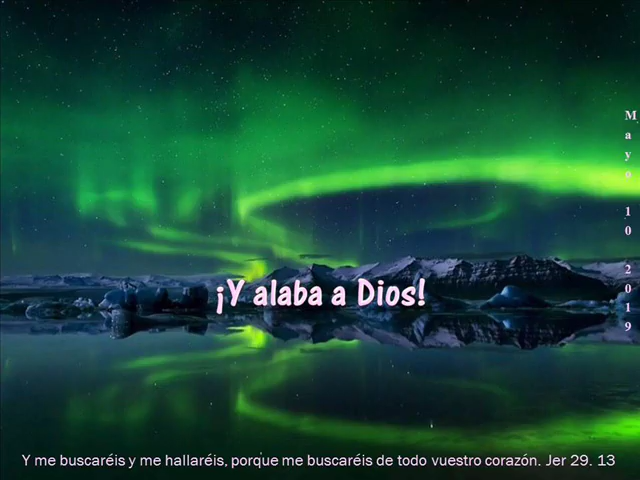 ¡Y alaba a Dios!
Mayo 10 2019
Y me buscaréis y me hallaréis, porque me buscaréis de todo vuestro corazón. Jer 29. 13